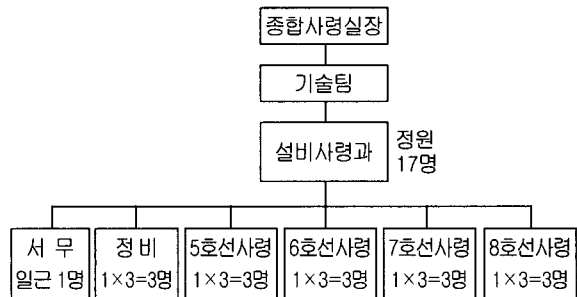 종합사령실장
기술팅
설비사령과
정원
17명
서 무
일근 1명
정 비
1×3=3명
5호선사령
1×3=3명
6호선사령
1×3=3명
7호선사령
1×3=3명
8호선사령
1×3=3명